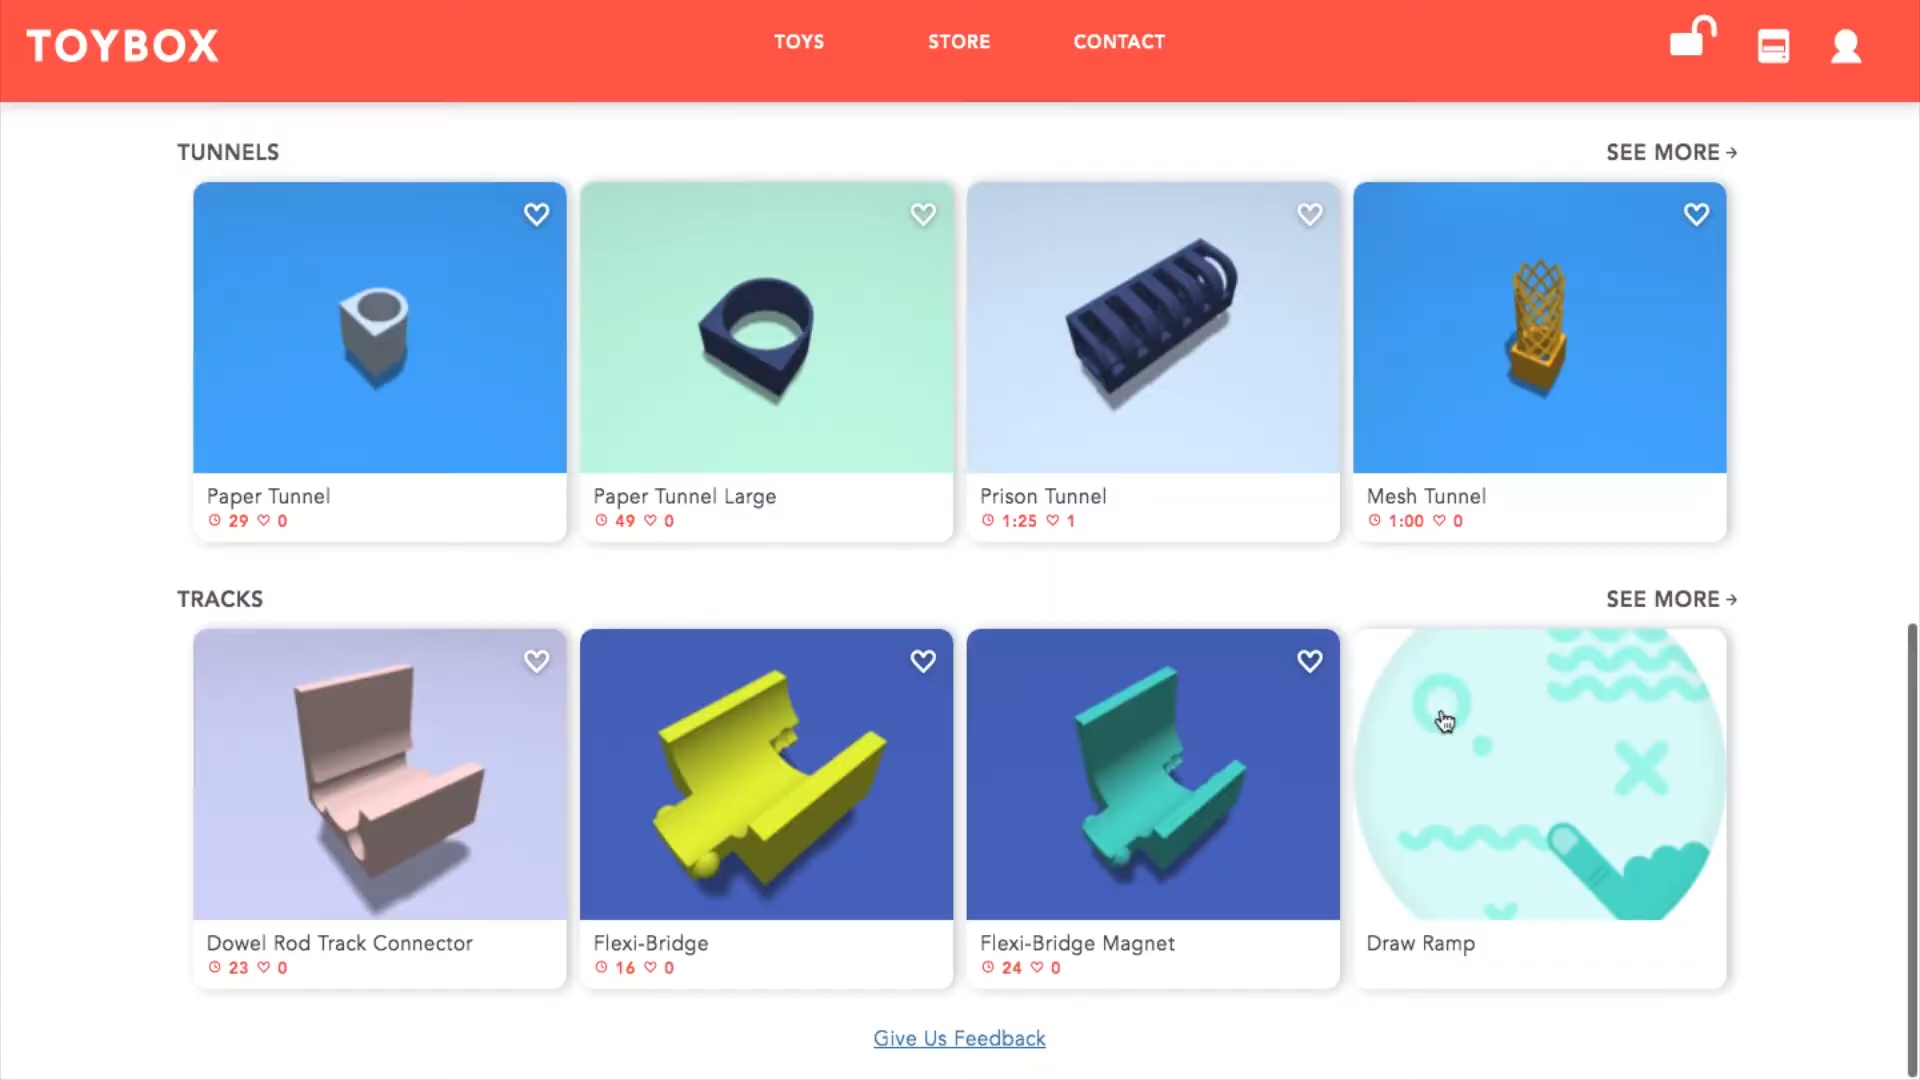 TOYBOX
TOYS
STORE
CONTACT
TUNNELS
SEE MORE
Paper Tunnel
29 0
Paper Tunnel Large
49 0
Prison Tunnel
1:25 1
Mesh Tunnel
1:00 0
TRACKS
SEE MORE
Dowel Rod Track Connector
23 0
Flexi-Bridge
16 0
Flexi-Bridge Magnet
24 0
Draw Ramp
Give Us Feedback